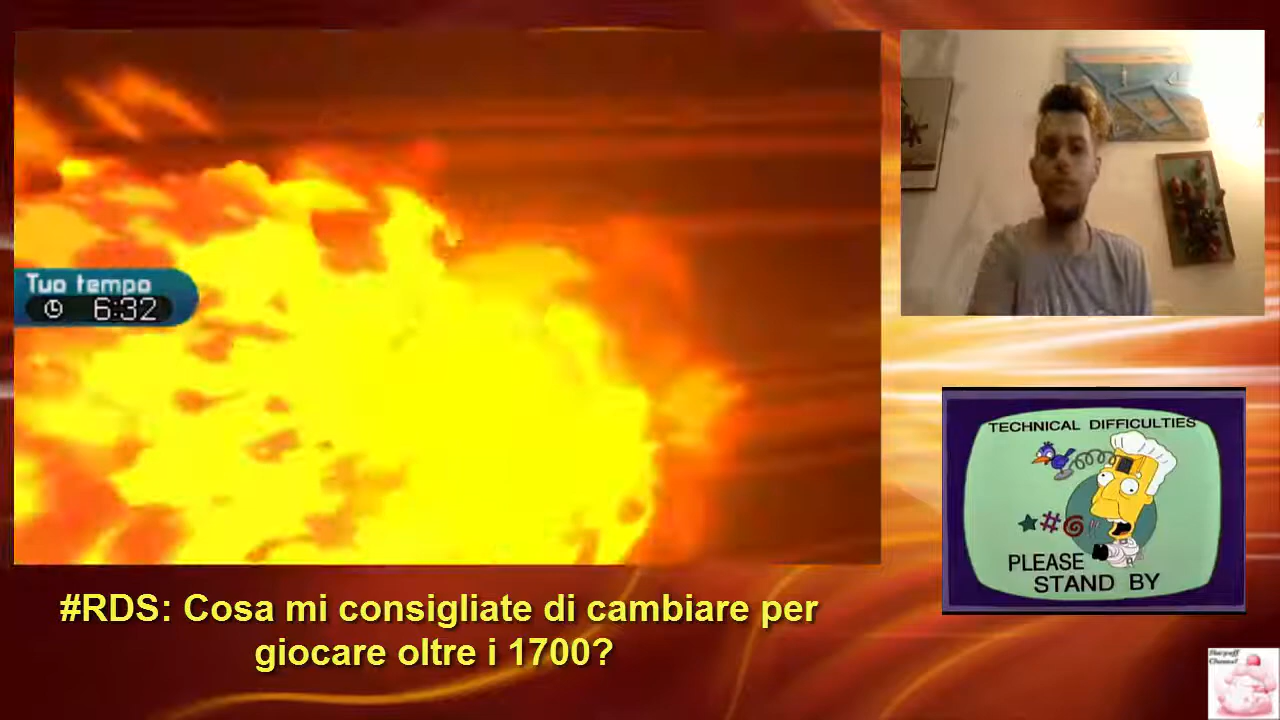 Tuo tempo
6:32
TECHNICAL DIFFICULTIES
PLEASE
STAND BY
#RDS: Cosa mi consigliate di cambiare per
giocare oltre i 1700?